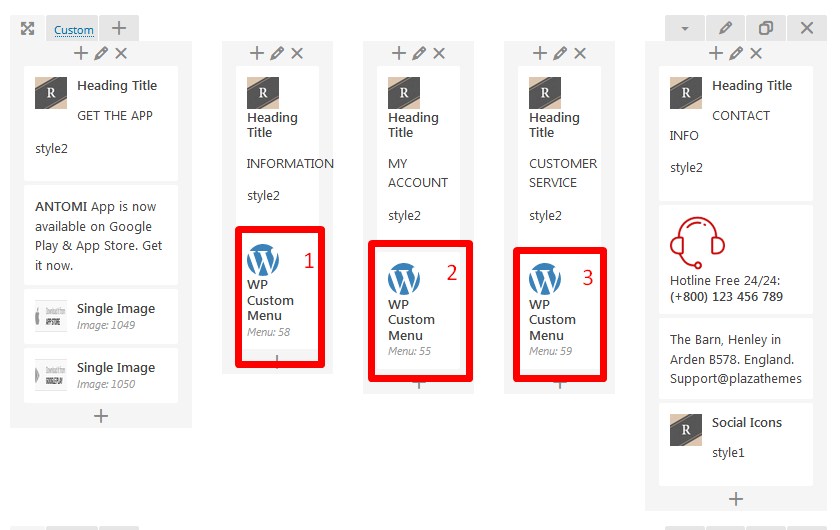 Custom
R
Heading Title
GET THE APP
style2
ANTOMI App is now
available on Google
Play & App Store. Get
it now.
Single Image
Image: 1049
Single Image
Image: 1050
Heading
Title
INFORMATION
style2
1
WP
Custom
Menu
Menu: 58
Heading
Title
MY
ACCOUNT
style2
2
WP
Custom
Menu
Menu: 55
Heading
Title
CUSTOMER
SERVICE
style2
3
WP
Custom
Menu
Menu: 59
R
Heading Title
CONTACT
INFO
style2
Hotline Free 24/24:
(+800) 123 456 789
The Barn, Henley in
Arden B578. England.
Support@plazathemes
R
Social Icons
style1